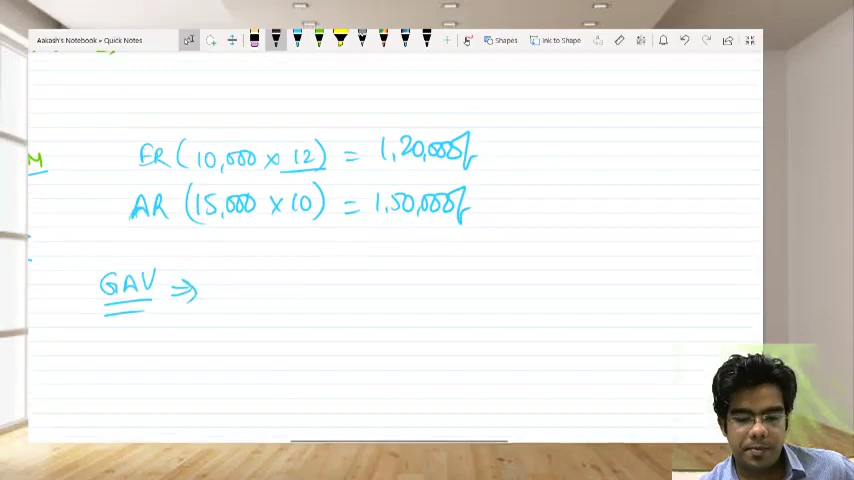 Aakash's Notebook » Quick Notes
Shapes
Ink to Shape
ER (10,000 × 12) = 1,20,000/-
M
AR (15,000 × 10) = 1,50,000/-
GAV ⇒